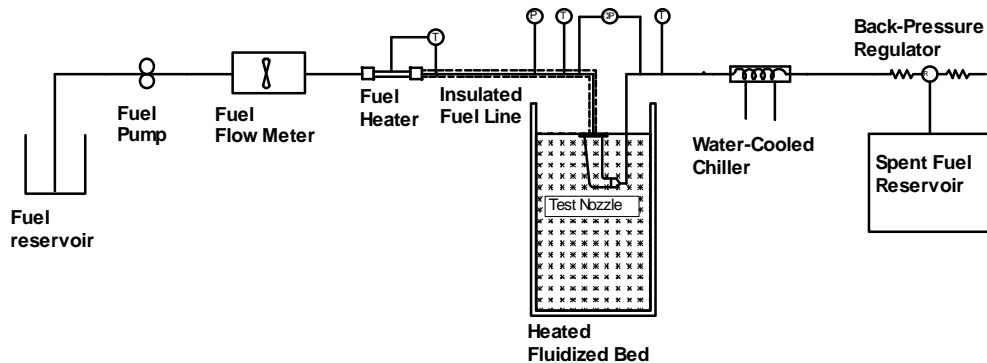 P
T
DP
T
Back-Pressure
Regulator
T
R
Fuel
Pump
Fuel
Flow Meter
Fuel
Heater
Insulated
Fuel Line
Water-Cooled
Chiller
Spent Fuel
Reservoir
Test Nozzle
Fuel
reservoir
Heated
Fluidized Bed